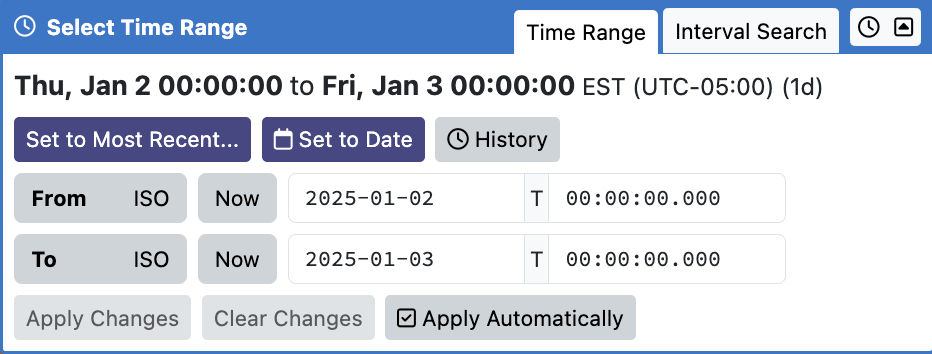 Select Time Range Time Range Interval Search
Thu, Jan 2 00:00:00 to Fri, Jan 3 00:00:00 EST (UTC-05:00) (1d)
Set to Most Recent... Set to Date History
From ISO Now 2025-01-02 T 00:00:00.000
To ISO Now 2025-01-03 T 00:00:00.000
Apply Changes Clear Changes Apply Automatically